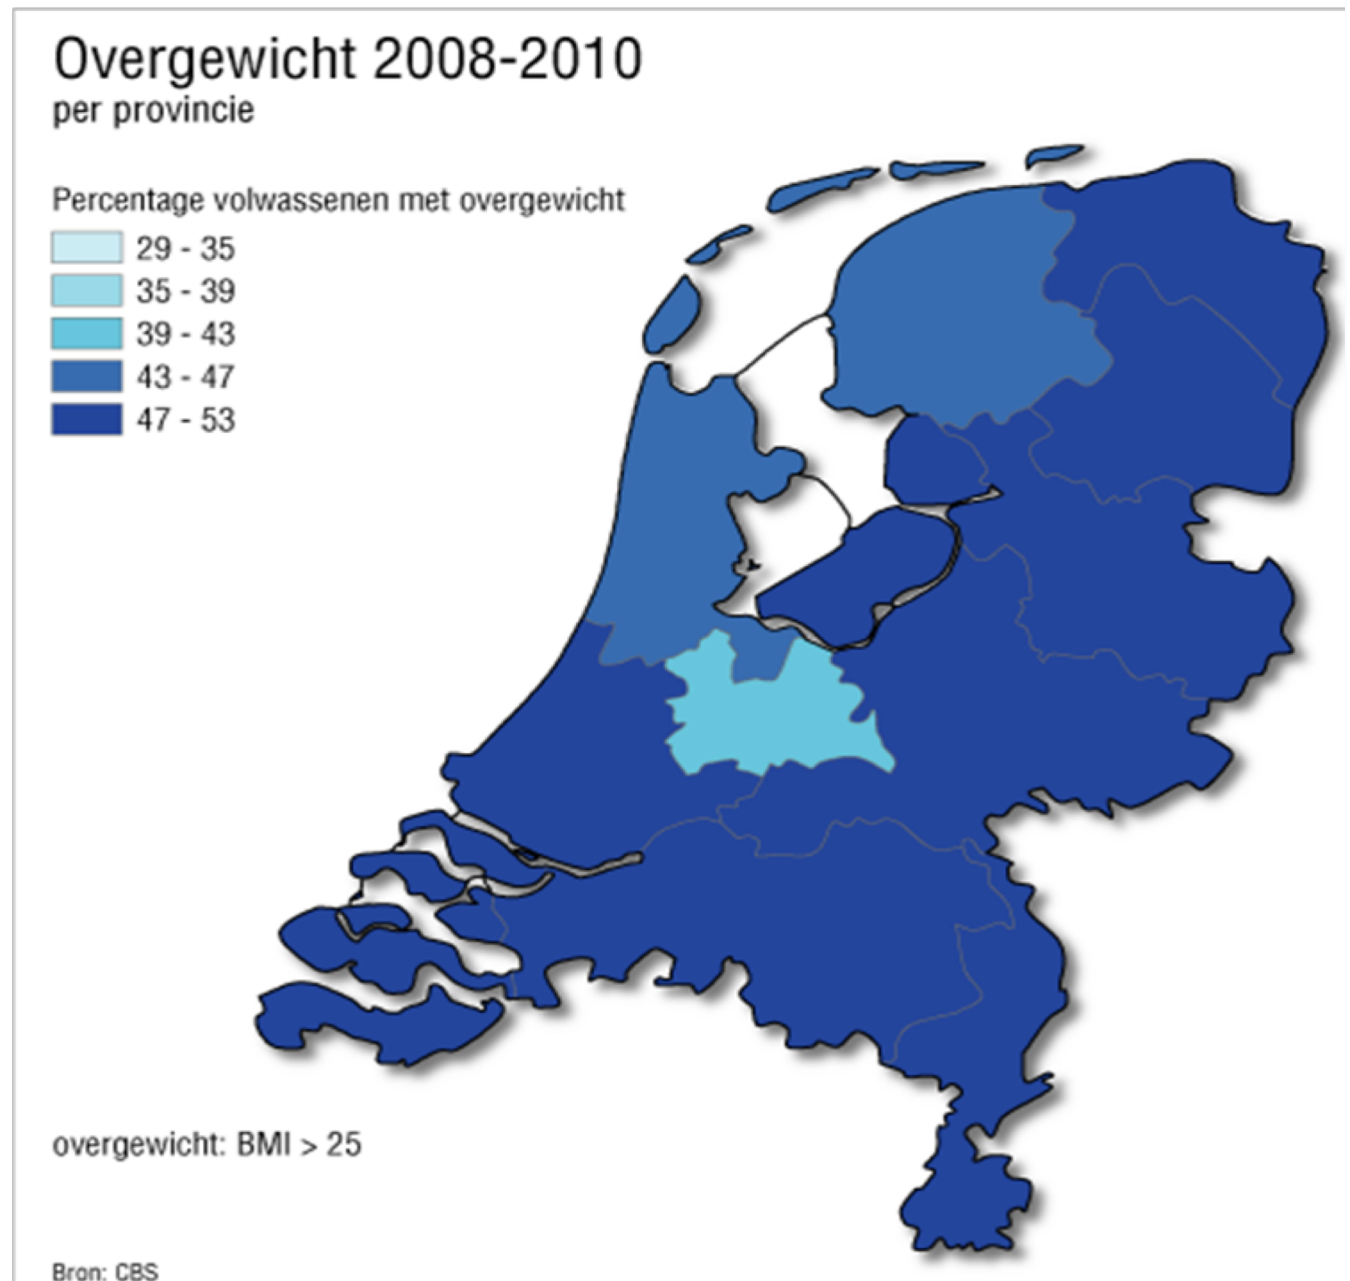 Overgewicht 2008-2010
per provincie
Percentage volwassenen met overgewicht
29 - 35
35 - 39
39 - 43
43 - 47
47 - 53
overgewicht: BMI > 25
Bron: CBS